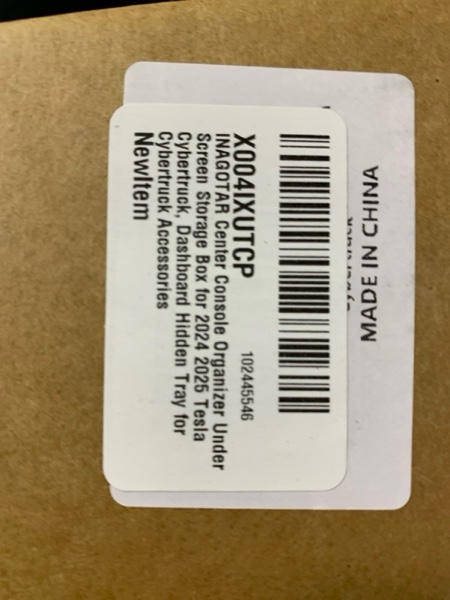 X004IXUTCP
102445546
INAGOTAR Center Console Organizer Under
Screen Storage Box for 2024 2025 Tesla
Cybertruck, Dashboard Hidden Tray for
Cybertruck Accessories
NewItem
MADE IN CHINA